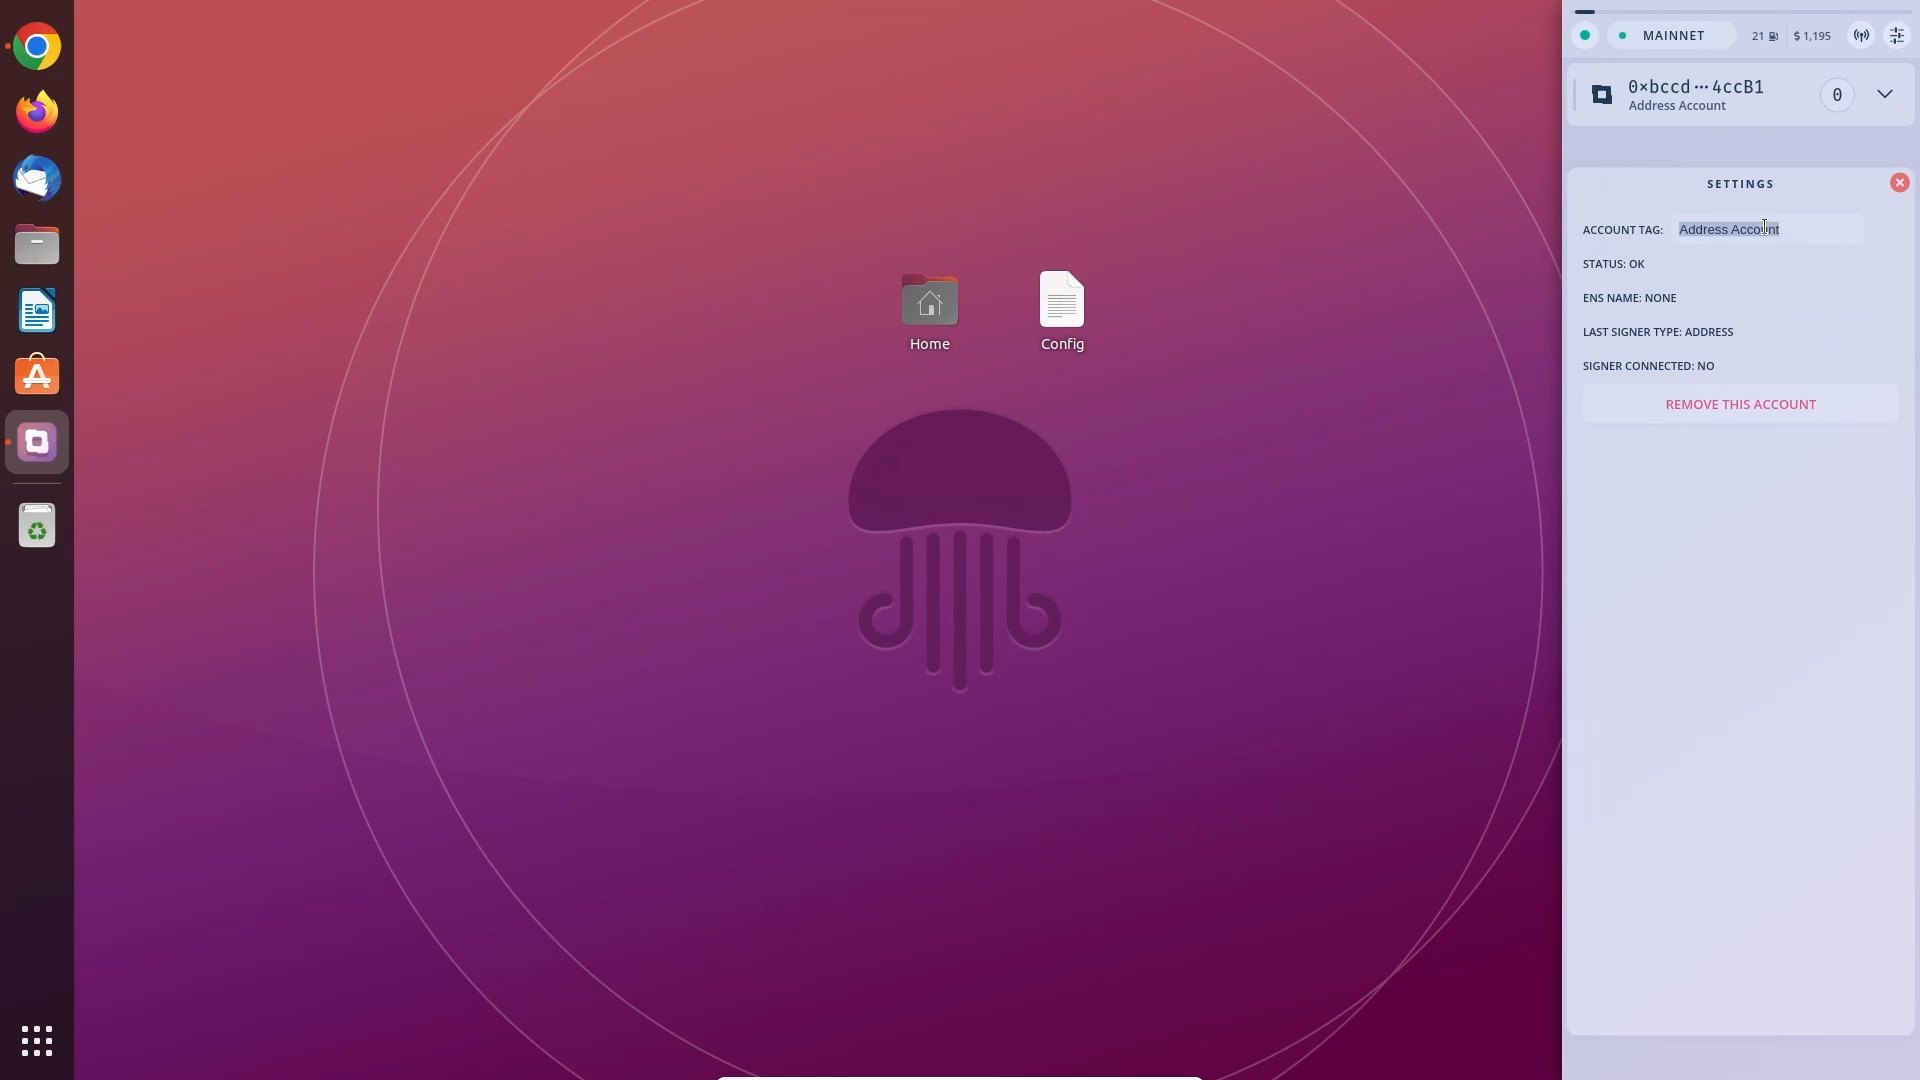 MAINNET
21
$ 1,195
0×bccd···4ccB1
Address Account
0
SETTINGS
ACCOUNT TAG: Address Account
STATUS: OK
ENS NAME: NONE
LAST SIGNER TYPE: ADDRESS
SIGNER CONNECTED: NO
REMOVE THIS ACCOUNT
Home
Config